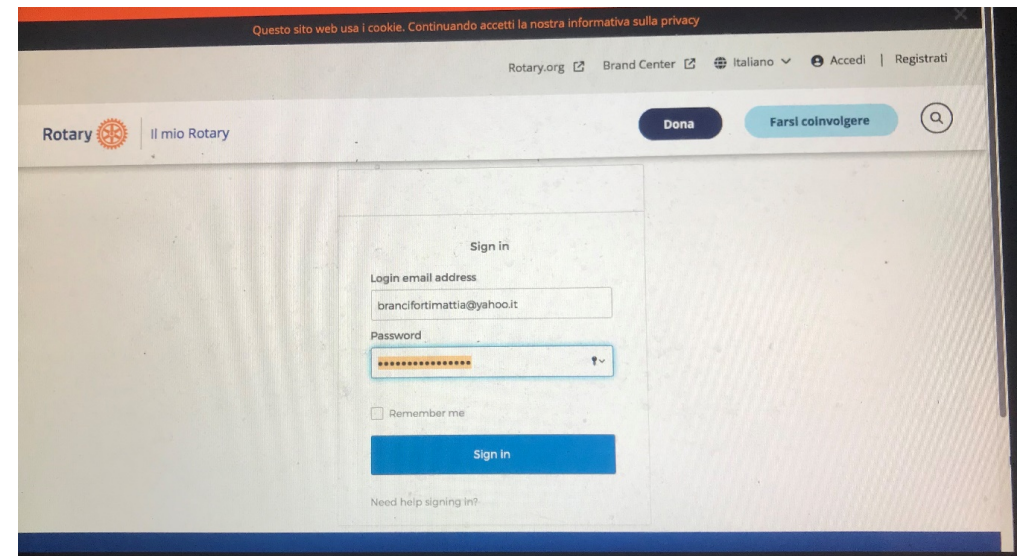 Questo sito web usa i cookie. Continuando accetti la nostra informativa sulla privacy
Rotary.org Brand Center Italiano Accedi | Registrati
Rotary Il mio Rotary Dona Farsi coinvolgere
Sign in
Login email address
brancifortimattia@yahoo.it
Password
••••••••••••••••
Remember me
Sign in
Need help signing in?